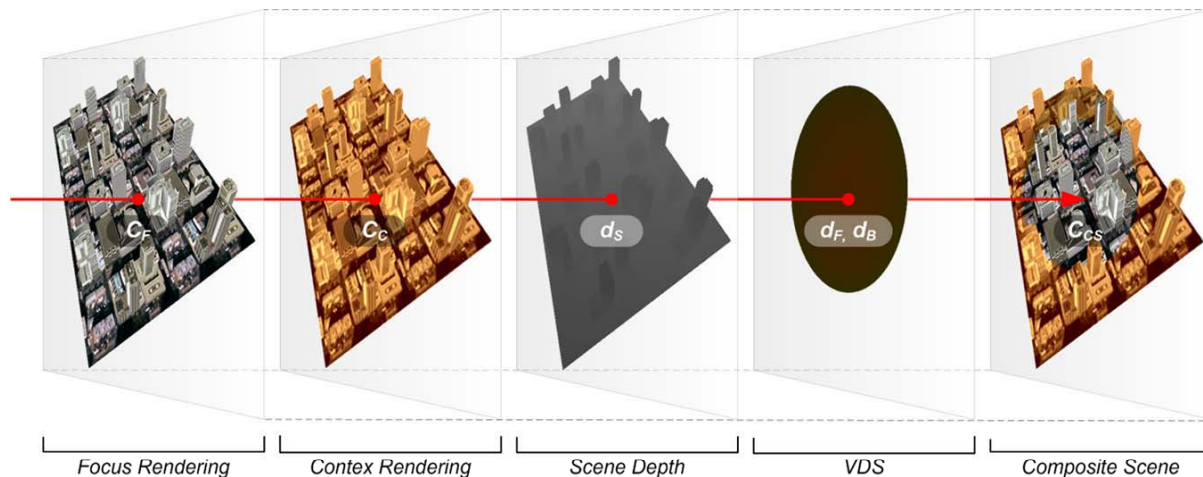 C_F
C_C
d_S
d_F, d_B
C_CS
Focus Rendering
Contex Rendering
Scene Depth
VDS
Composite Scene